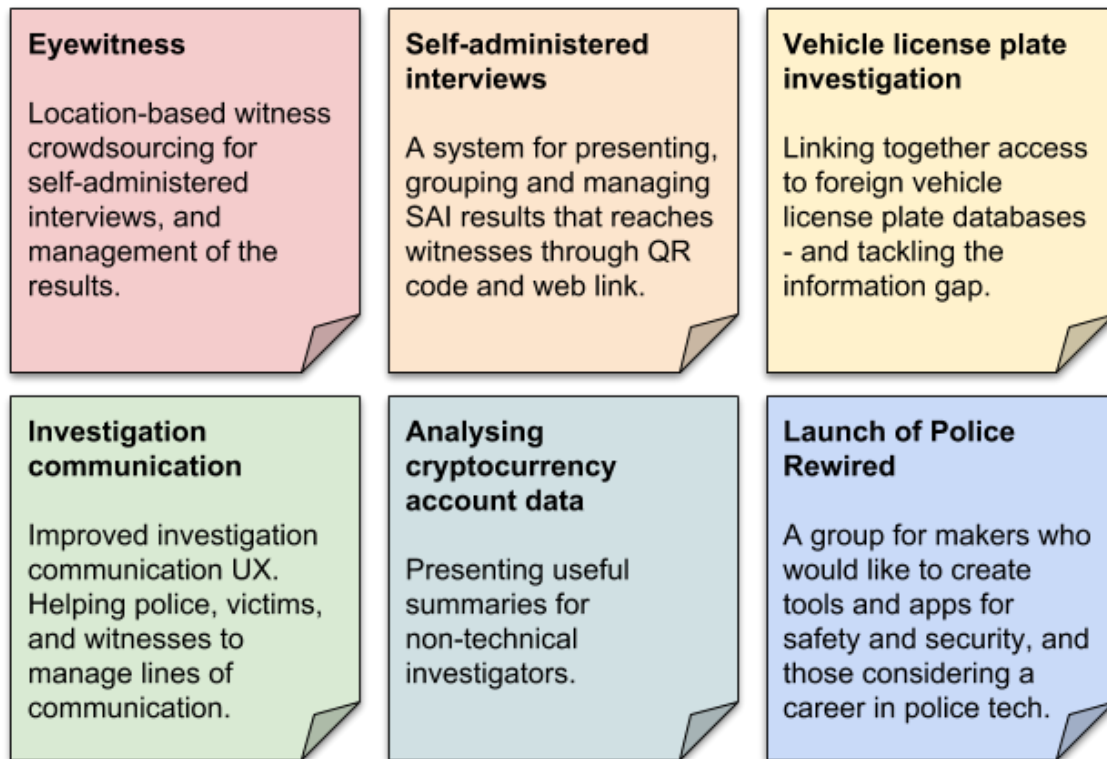 Eyewitness
Location-based witness
crowdsourcing for
self-administered
interviews, and
management of the
results.
Self-administered
interviews
A system for presenting,
grouping and managing
SAI results that reaches
witnesses through QR
code and web link.
Vehicle license plate
investigation
Linking together access
to foreign vehicle
license plate databases
- and tackling the
information gap.
Investigation
communication
Improved investigation
communication UX.
Helping police, victims,
and witnesses to
manage lines of
communication.
Analysing
cryptocurrency
account data
Presenting useful
summaries for
non-technical
investigators.
Launch of Police
Rewired
A group for makers who
would like to create
tools and apps for
safety and security, and
those considering a
career in police tech.